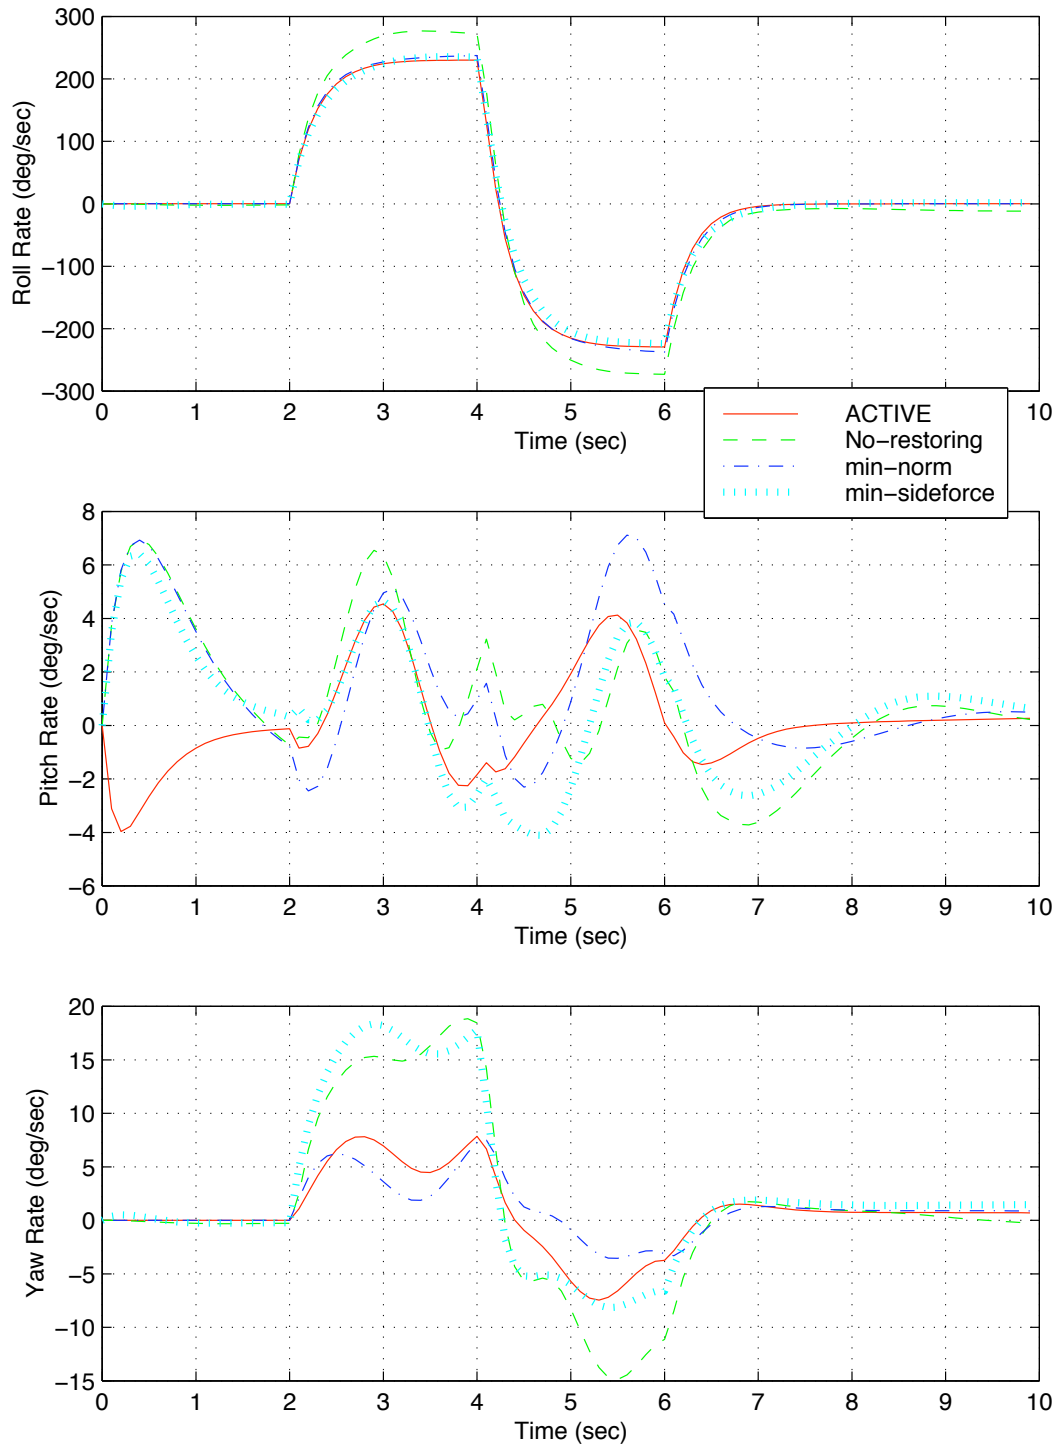 300
200
100
0
−100
−200
−300
Roll Rate (deg/sec)
0 1 2 3 4 5 6 7 8 9 10
Time (sec)
ACTIVE
No−restoring
min−norm
min−sideforce
8
6
4
2
0
−2
−4
−6
Pitch Rate (deg/sec)
0 1 2 3 4 5 6 7 8 9 10
Time (sec)
20
15
10
5
0
−5
−10
−15
Yaw Rate (deg/sec)
0 1 2 3 4 5 6 7 8 9 10
Time (sec)